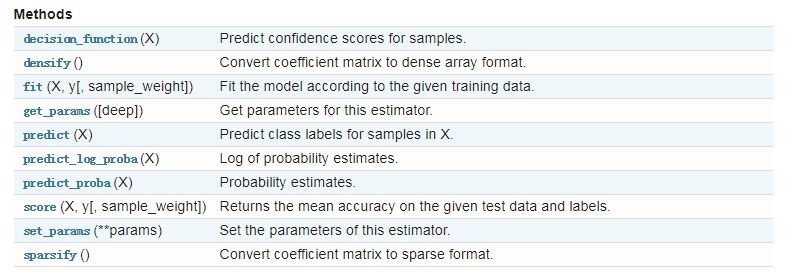 Methods
decision_function (X) Predict confidence scores for samples.
densify () Convert coefficient matrix to dense array format.
fit (X, y[, sample_weight]) Fit the model according to the given training data.
get_params ([deep]) Get parameters for this estimator.
predict (X) Predict class labels for samples in X.
predict_log_proba (X) Log of probability estimates.
predict_proba (X) Probability estimates.
score (X, y[, sample_weight]) Returns the mean accuracy on the given test data and labels.
set_params (**params) Set the parameters of this estimator.
sparsify () Convert coefficient matrix to sparse format.